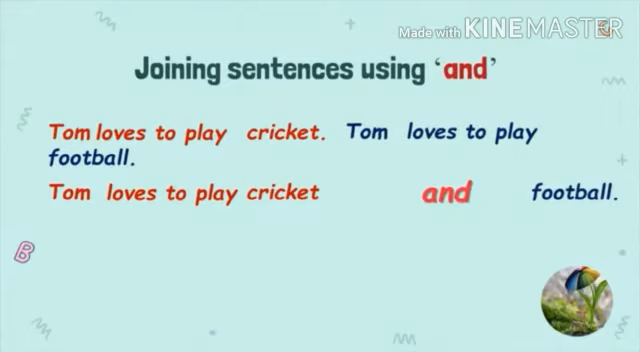 Made with KINEMASTER
Joining sentences using ‘and’
Tom loves to play cricket. Tom loves to play
football.
Tom loves to play cricket and football.
B